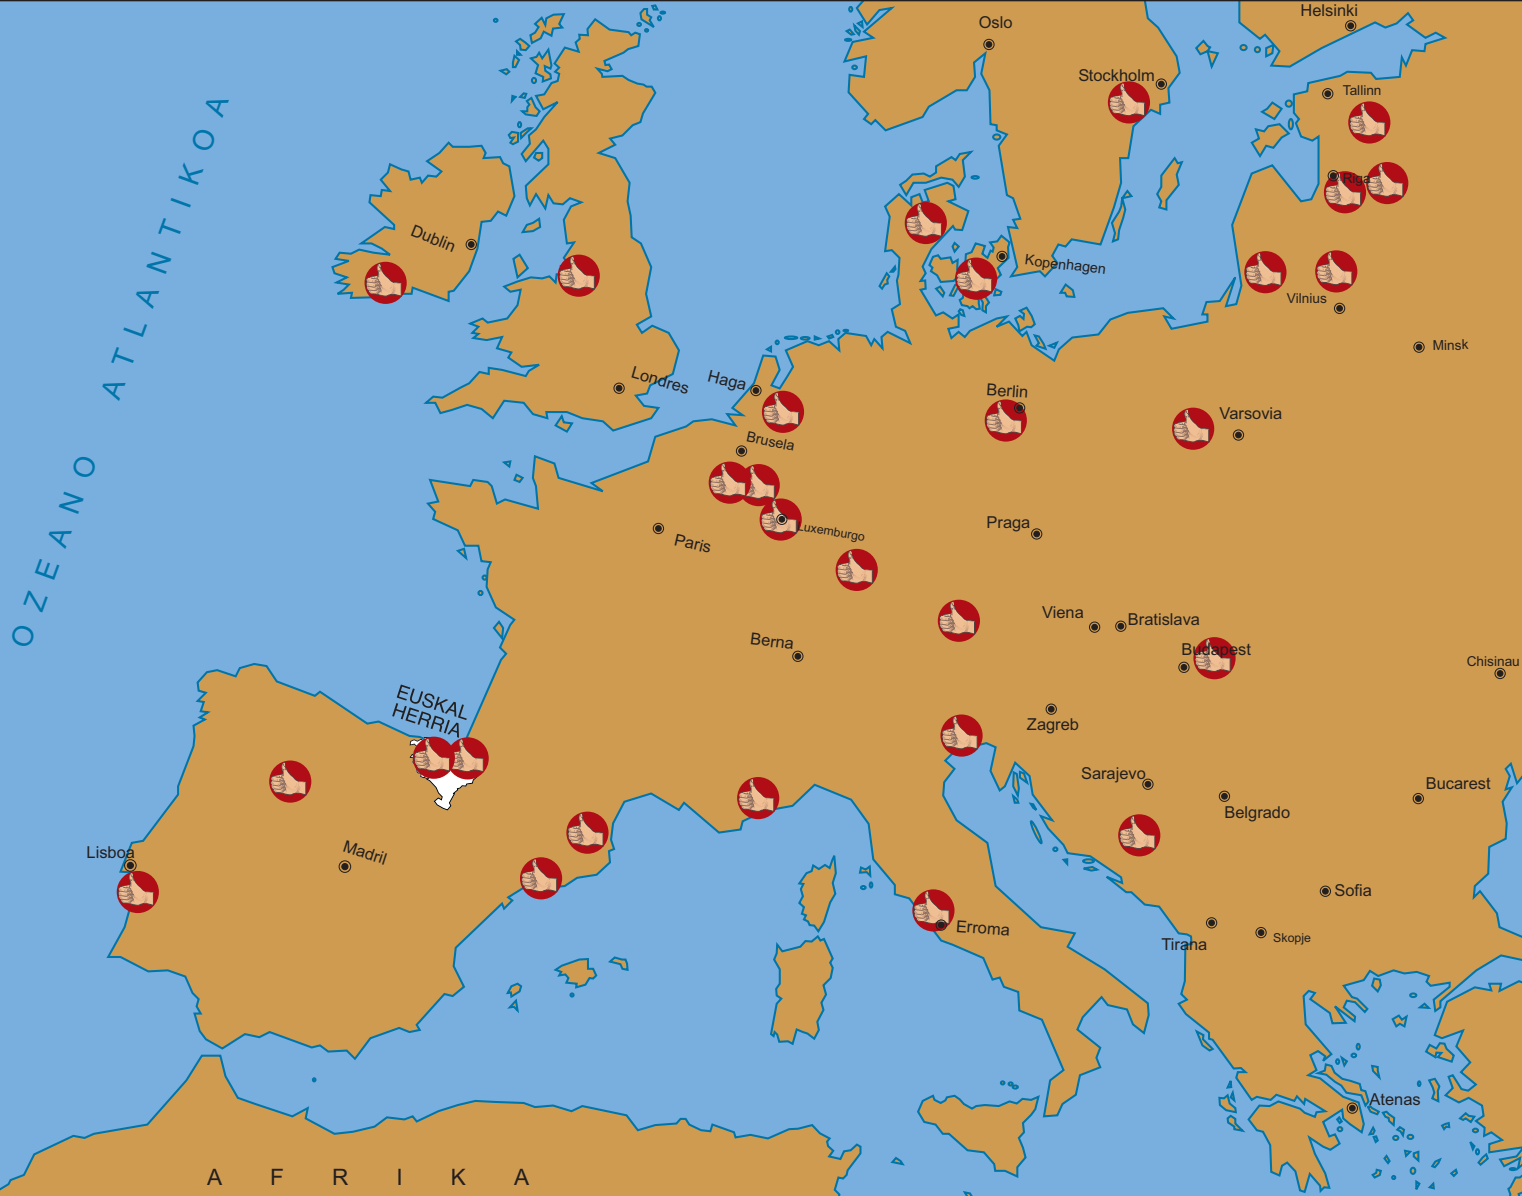 Helsinki
Oslo
Stockholm
Tallinn
Riga
OZEANO ATLANTIKOA
Dublin
Kopenhagen
Vilnius
Minsk
Londres
Haga
Berlin
Varsovia
Brusela
Luxemburgo
Praga
Paris
Viena
Bratislava
Berna
Budapest
Chisinau
EUSKAL
HERRIA
Zagreb
Sarajevo
Belgrado
Bucarest
Lisboa
Madril
Sofia
Erroma
Tirana
Skopje
Atenas
AFRIKA